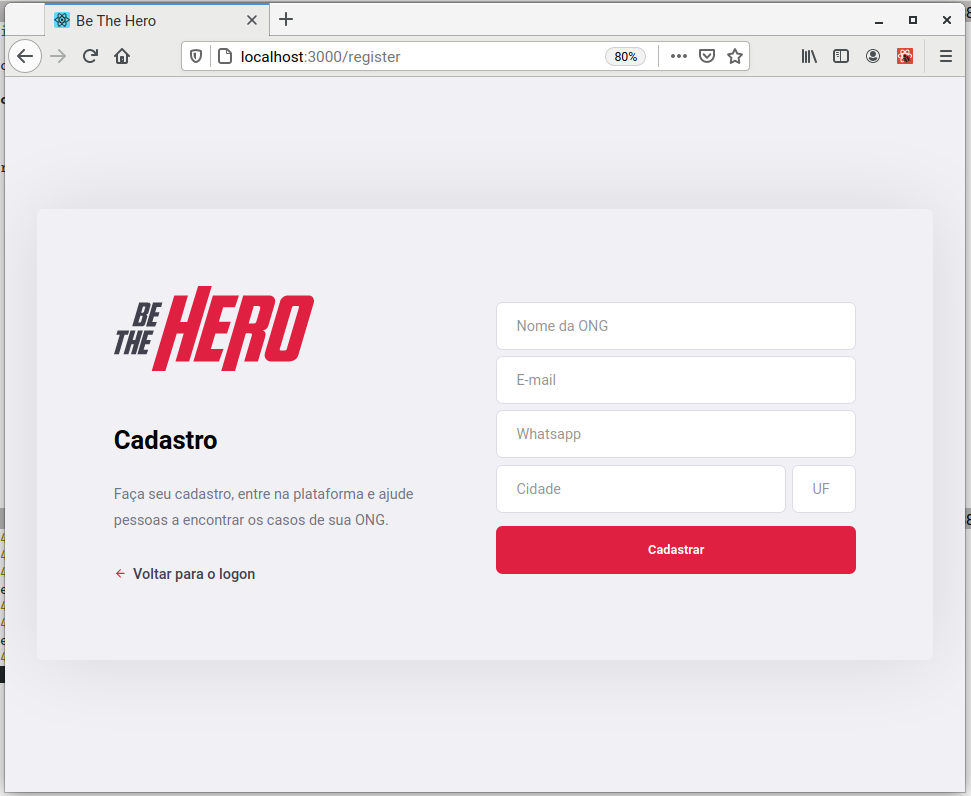 Be The Hero
localhost:3000/register
80%
BE
THE
HERO
Cadastro
Faça seu cadastro, entre na plataforma e ajude
pessoas a encontrar os casos de sua ONG.
Voltar para o logon
Nome da ONG
E-mail
Whatsapp
Cidade
UF
Cadastrar